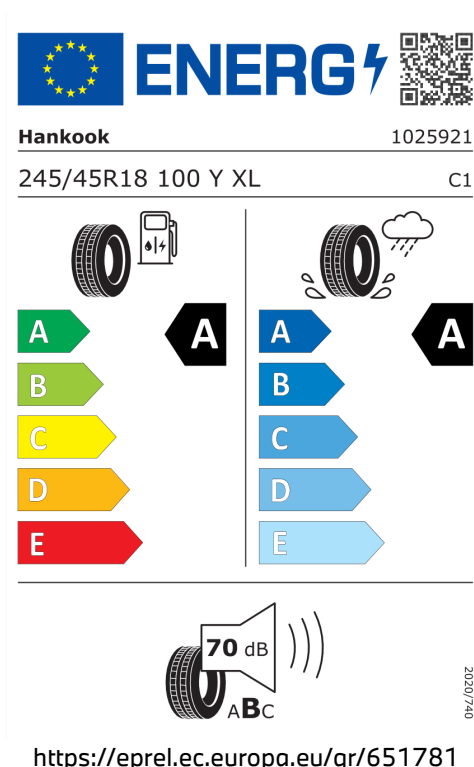 ENERG
Hankook 1025921
245/45R18 100 Y XL C1
A A A A
B B
C C
D D
E E
70 dB
ABC
2020/740
https://eprel.ec.europa.eu/qr/651781